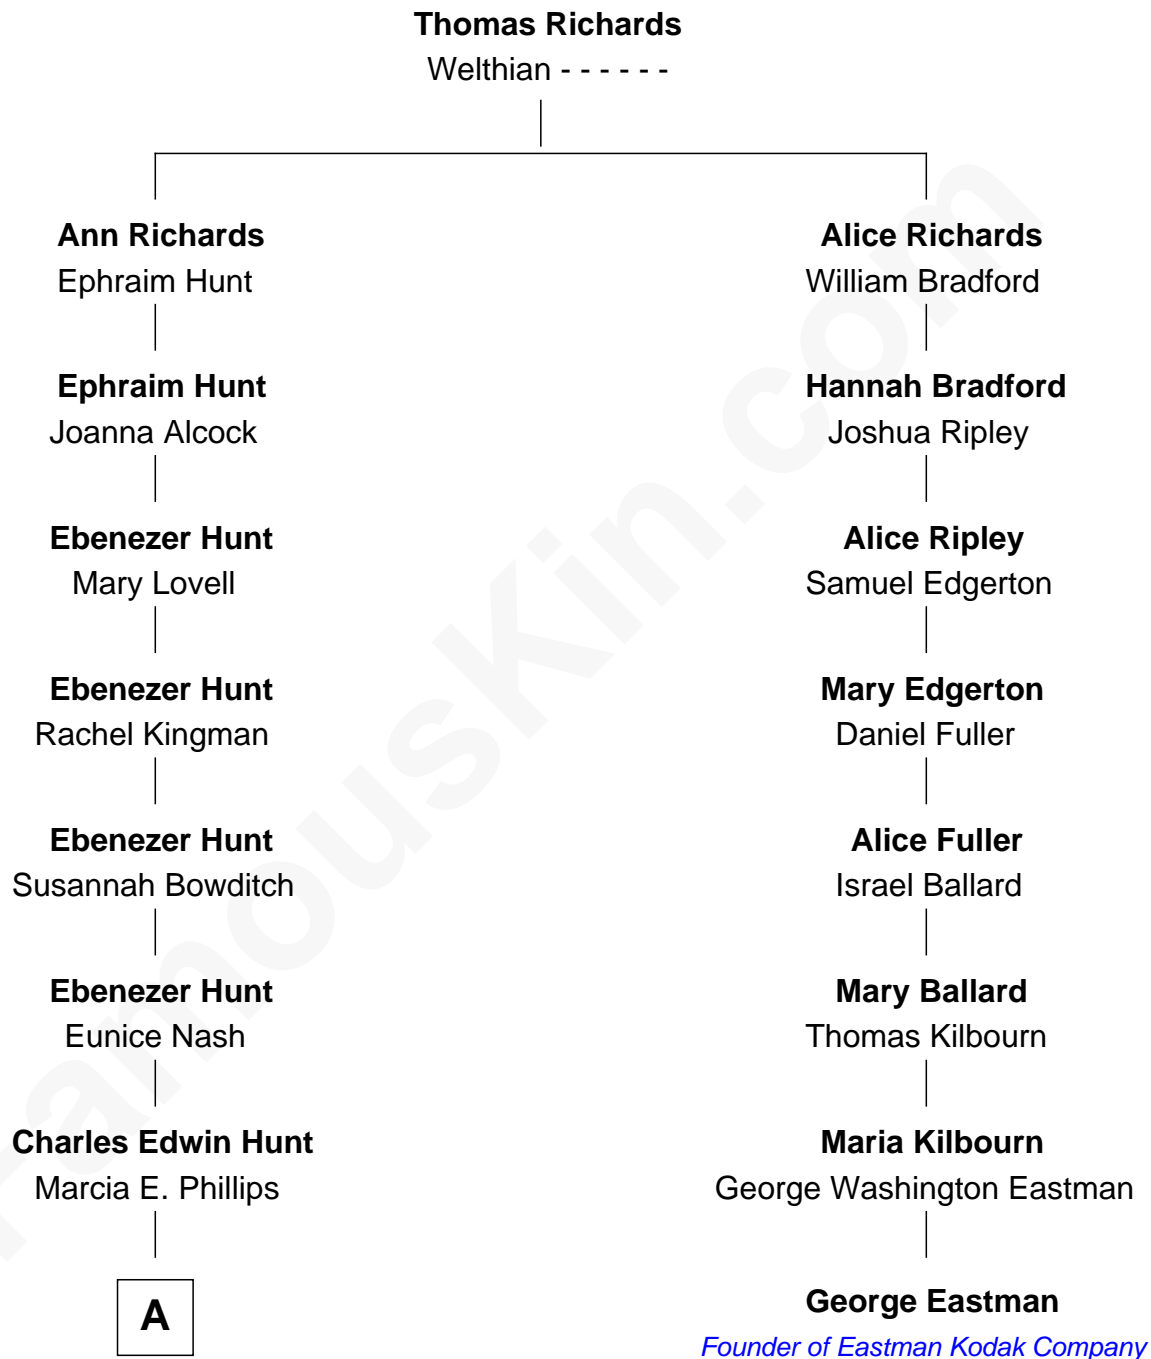 Thomas Richards
Welthian - - - - - -
Ann Richards
Ephraim Hunt
Alice Richards
William Bradford
Ephraim Hunt
Joanna Alcock
Hannah Bradford
Joshua Ripley
Ebenezer Hunt
Mary Lovell
Alice Ripley
Samuel Edgerton
Ebenezer Hunt
Rachel Kingman
Mary Edgerton
Daniel Fuller
Ebenezer Hunt
Susannah Bowditch
Alice Fuller
Israel Ballard
Ebenezer Hunt
Eunice Nash
Mary Ballard
Thomas Kilbourn
Charles Edwin Hunt
Marcia E. Phillips
Maria Kilbourn
George Washington Eastman
A
George Eastman
Founder of Eastman Kodak Company
FamousKin.com